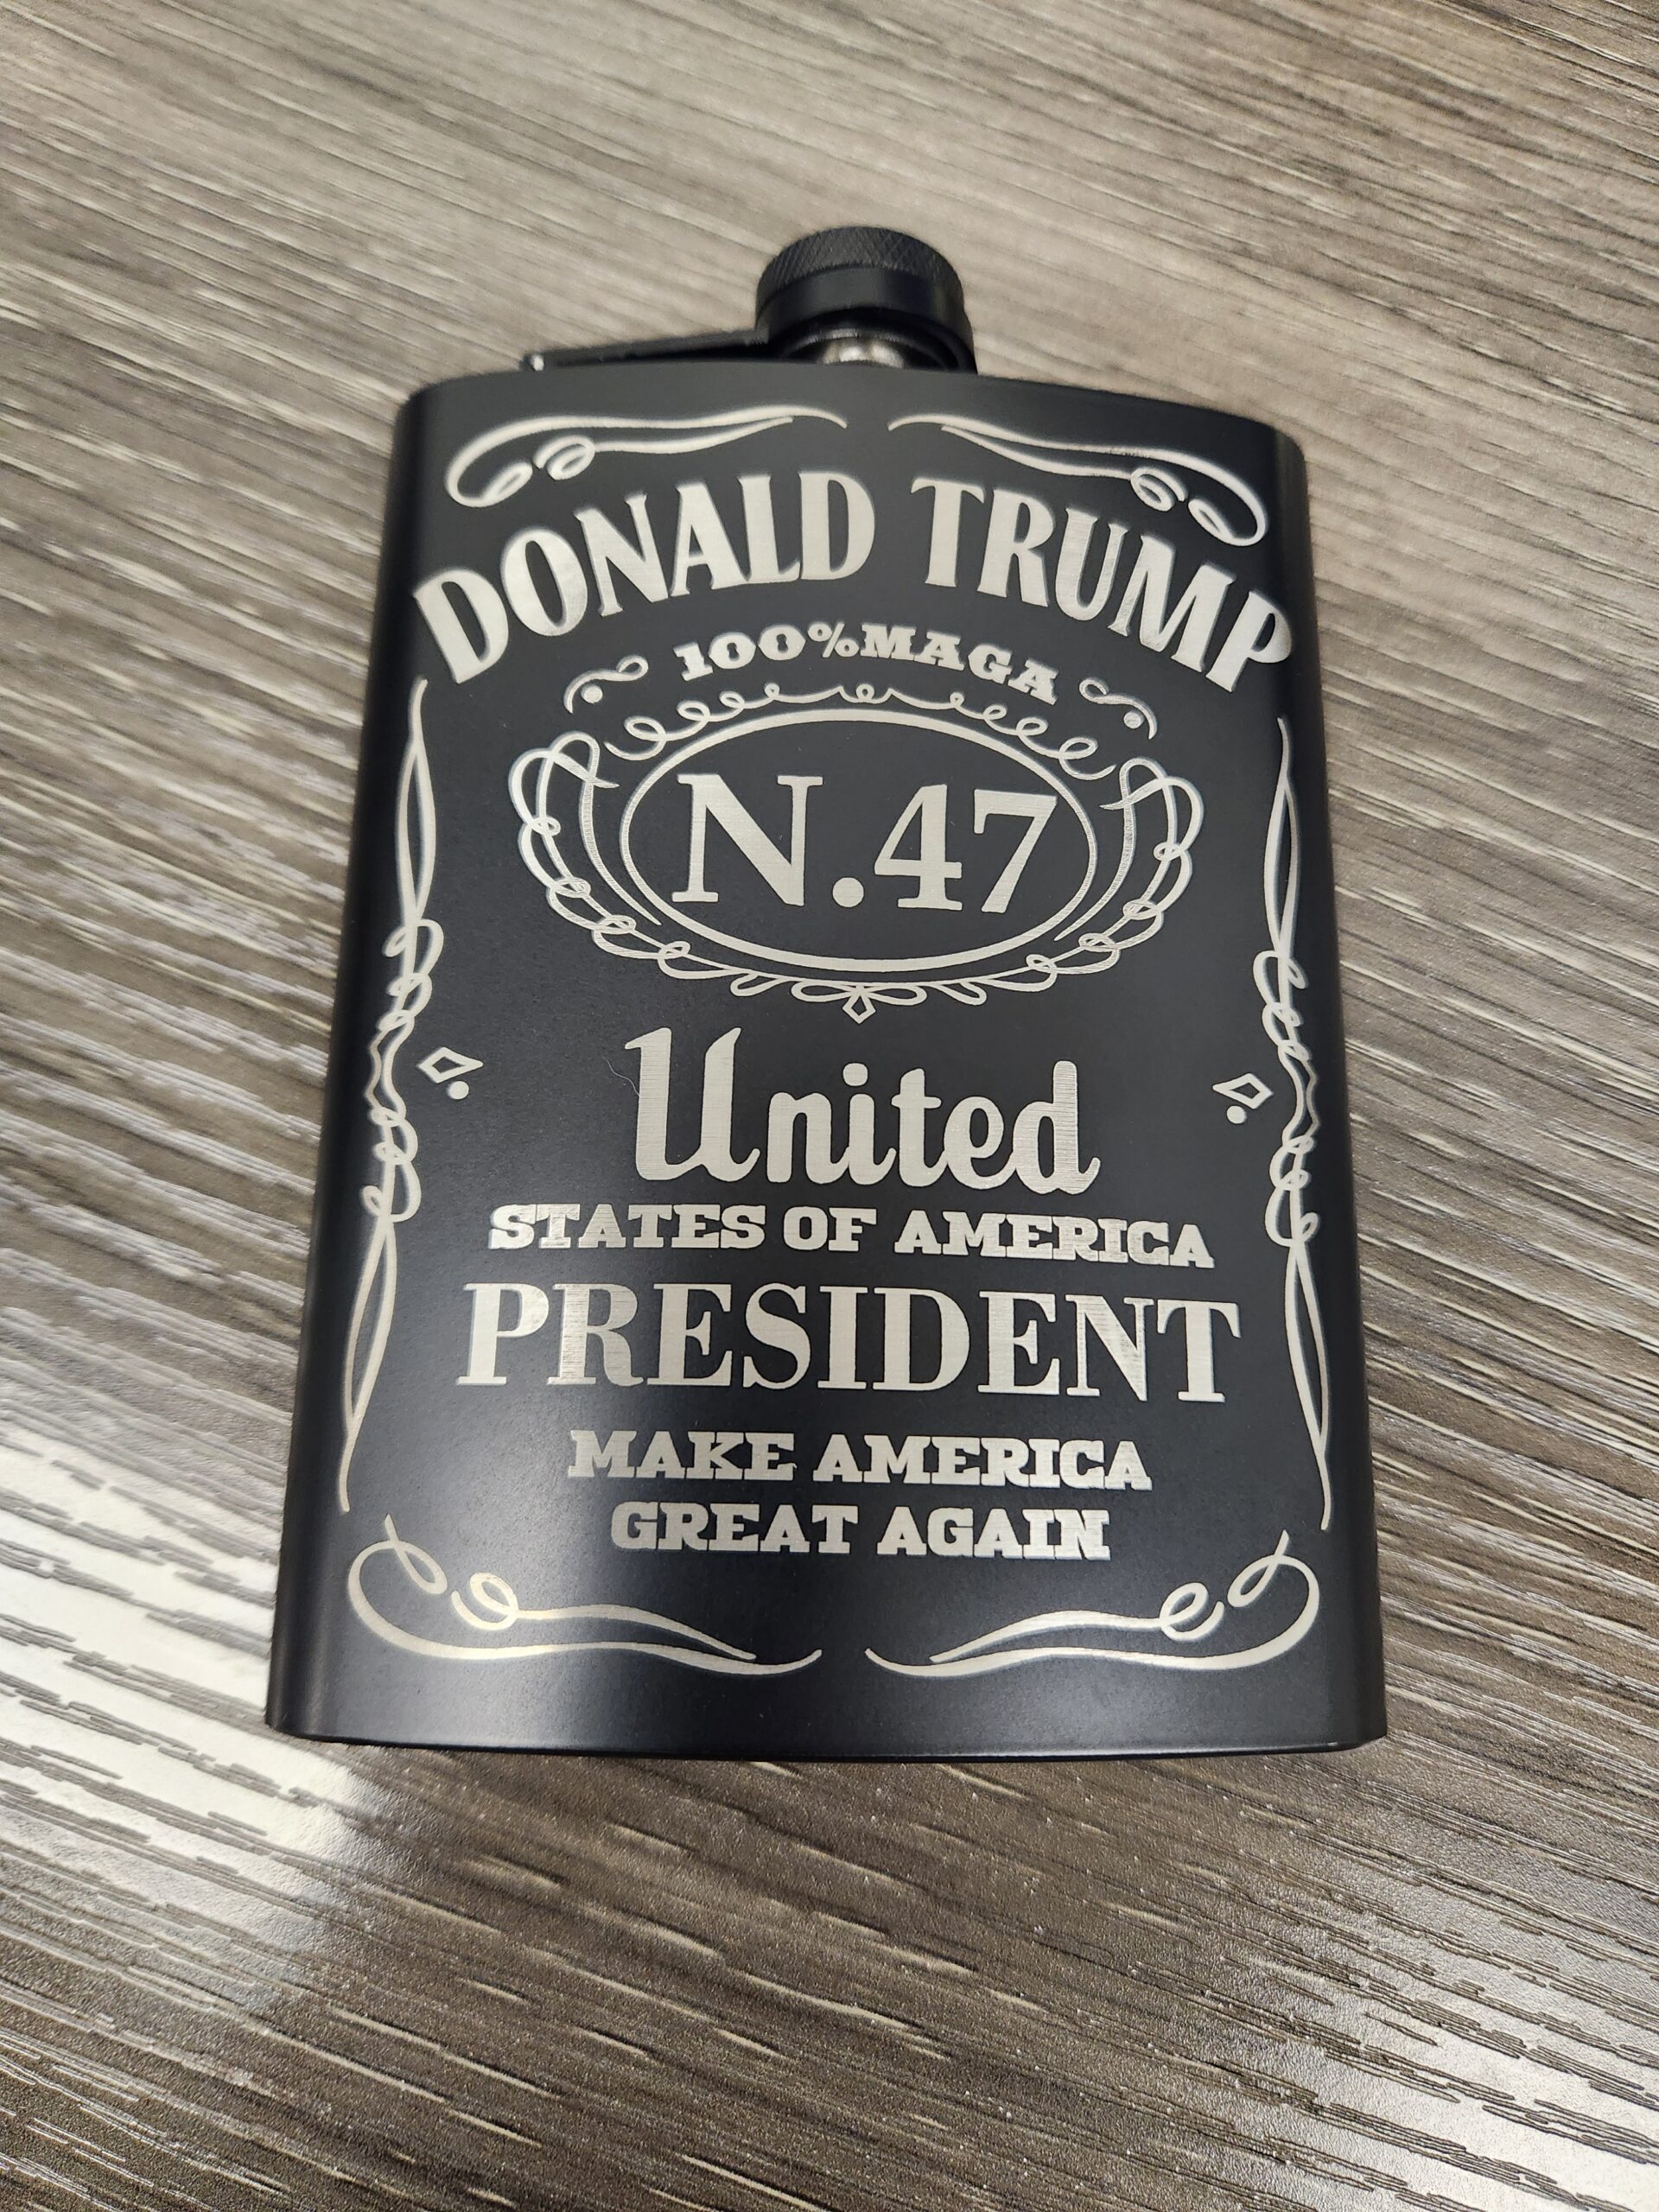 DONALD TRUMP
100%MAGA
N.47
United
STATES OF AMERICA
PRESIDENT
MAKE AMERICA
GREAT AGAIN